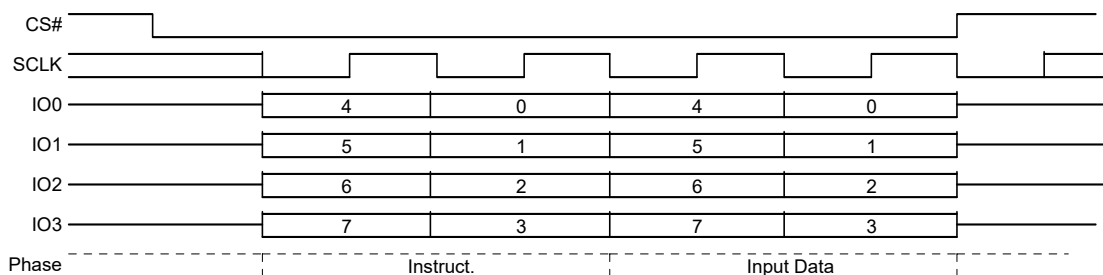 CS#
SCLK
IO0 4 0 4 0
IO1 5 1 5 1
IO2 6 2 6 2
IO3 7 3 7 3
Phase Instruct. Input Data